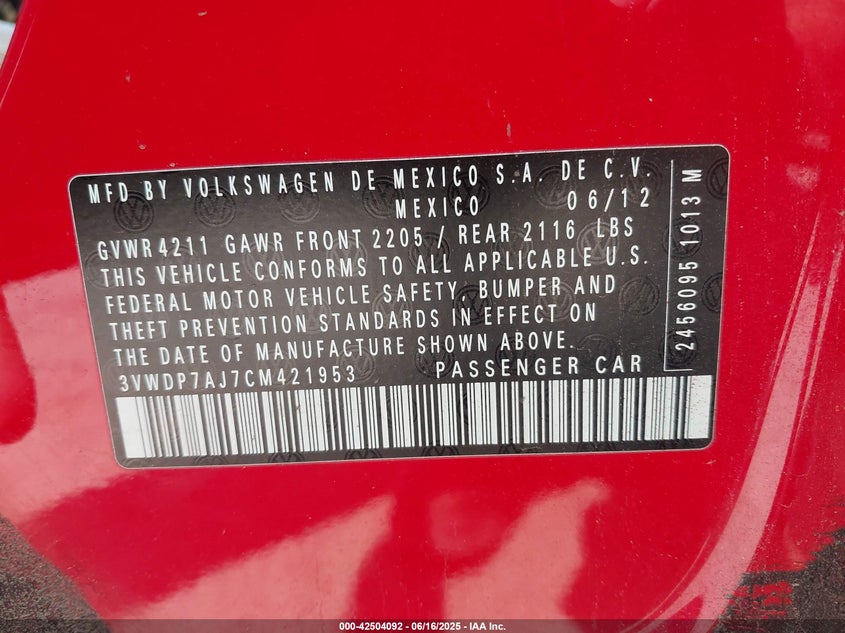 MFD BY VOLKSWAGEN DE MEXICO S.A. DE C.V.
MEXICO 06/12
GVWR4211 GAWR FRONT 2205 / REAR 2116 LBS
THIS VEHICLE CONFORMS TO ALL APPLICABLE U.S.
FEDERAL MOTOR VEHICLE SAFETY, BUMPER AND
THEFT PREVENTION STANDARDS IN EFFECT ON
THE DATE OF MANUFACTURE SHOWN ABOVE.
3VWDP7AJ7CM421953 PASSENGER CAR
2456095 1013 M
000-42504092 - 06/16/2025 - IAA Inc.